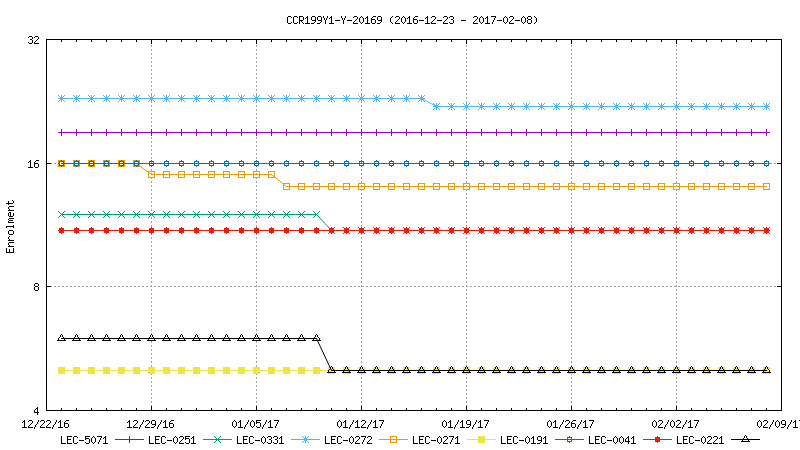 CCR199Y1-Y-20169 (2016-12-23 - 2017-02-08)
32
16
Enrolment
8
4
12/22/16 12/29/16 01/05/17 01/12/17 01/19/17 01/26/17 02/02/17 02/09/1
LEC-5071 LEC-0251 LEC-0331 LEC-0272 LEC-0271 LEC-0191 LEC-0041 LEC-0221